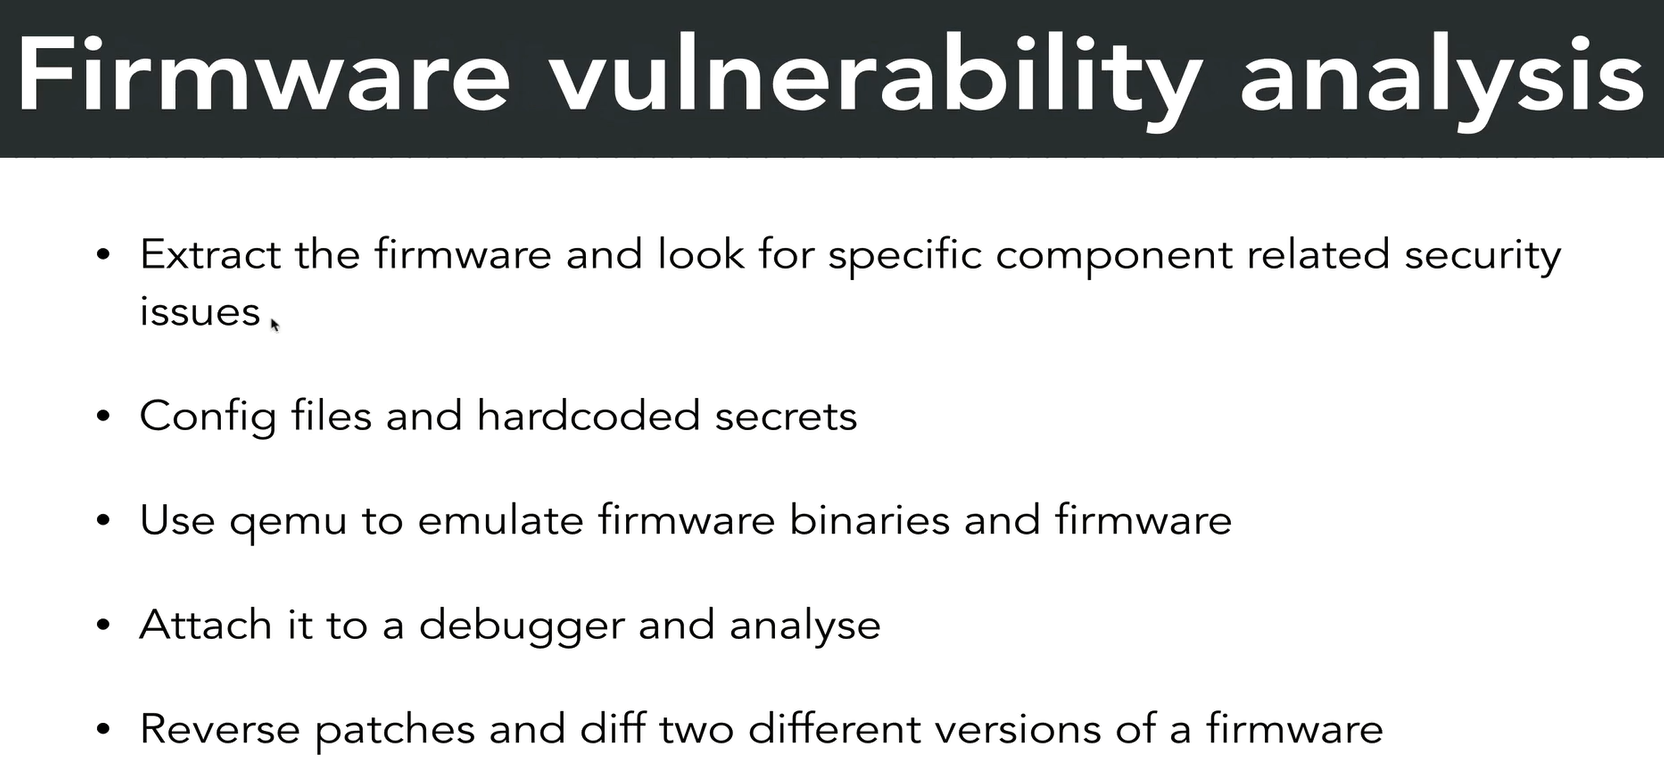 Firmware vulnerability analysis
• Extract the firmware and look for specific component related security
issues
• Config files and hardcoded secrets
• Use qemu to emulate firmware binaries and firmware
• Attach it to a debugger and analyse
• Reverse patches and diff two different versions of a firmware